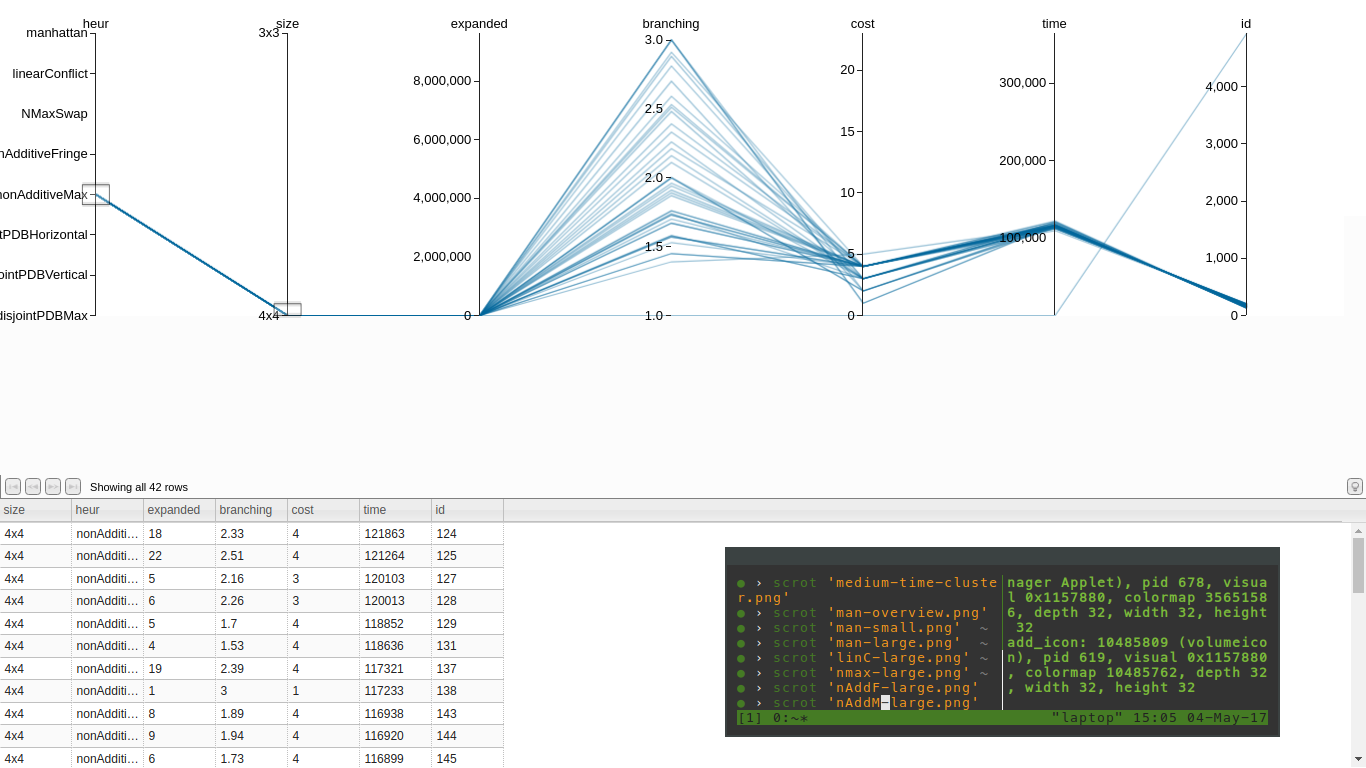 heur size expanded branching cost time id
manhattan
linearConflict
NMaxSwap
nAdditiveFringe
nonAdditiveMax
tPDBHorizontal
ointPDBVertical
disjointPDBMax
3x3
4x4
8,000,000
6,000,000
4,000,000
2,000,000
0
3.0
2.5
2.0
1.5
1.0
20
15
10
5
0
300,000
200,000
100,000
4,000
3,000
2,000
1,000
0
Showing all 42 rows
size heur expanded branching cost time id
4x4 nonAdditi... 18 2.33 4 121863 124
4x4 nonAdditi... 22 2.51 4 121264 125
4x4 nonAdditi... 5 2.16 3 120103 127
4x4 nonAdditi... 6 2.26 3 120013 128
4x4 nonAdditi... 5 1.7 4 118852 129
4x4 nonAdditi... 4 1.53 4 118636 131
4x4 nonAdditi... 19 2.39 4 117321 137
4x4 nonAdditi... 1 3 1 117233 138
4x4 nonAdditi... 8 1.89 4 116938 143
4x4 nonAdditi... 9 1.94 4 116920 144
4x4 nonAdditi... 6 1.73 4 116899 145
● › scrot 'medium-time-cluste
r.png'
● › scrot 'man-overview.png'
● › scrot 'man-small.png' ~
● › scrot 'man-large.png' ~
● › scrot 'linC-large.png' ~
● › scrot 'nmax-large.png' ~
● › scrot 'nAddF-large.png'
● › scrot 'nAddM-large.png'
nager Applet), pid 678, visua
l 0x1157880, colormap 3565158
6, depth 32, width 32, height
32
add_icon: 10485809 (volumeico
n), pid 619, visual 0x1157880
, colormap 10485762, depth 32
, width 32, height 32
[1] 0:~* "laptop" 15:05 04-May-17